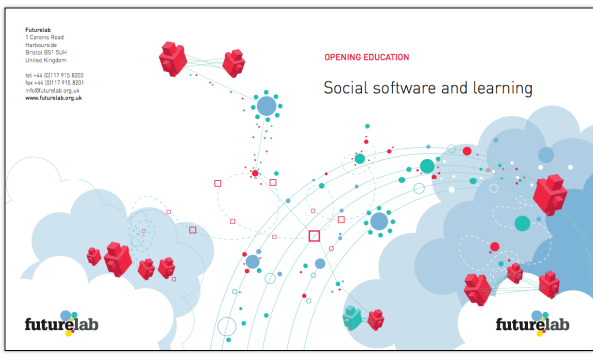 Futurelab
1 Canons Road
Harbourside
Bristol BS1 5UH
United Kingdom
tel +44 (0)117 915 8200
fax +44 (0)117 915 8201
info@futurelab.org.uk
www.futurelab.org.uk
OPENING EDUCATION
Social software and learning
futurelab
futurelab